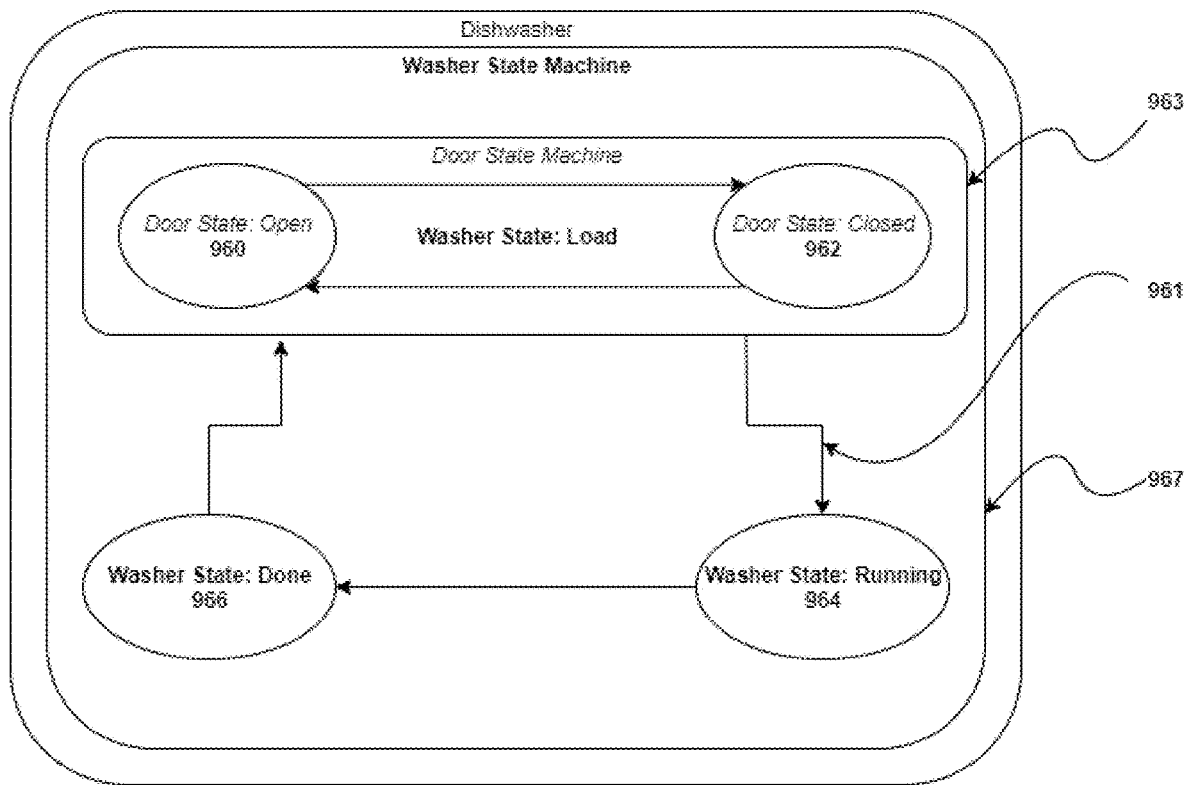 Dishwasher
Washer State Machine
963
Door State Machine
Door State: Open
960
Washer State: Load
Door State: Closed
962
961
967
Washer State: Done
966
Washer State: Running
964